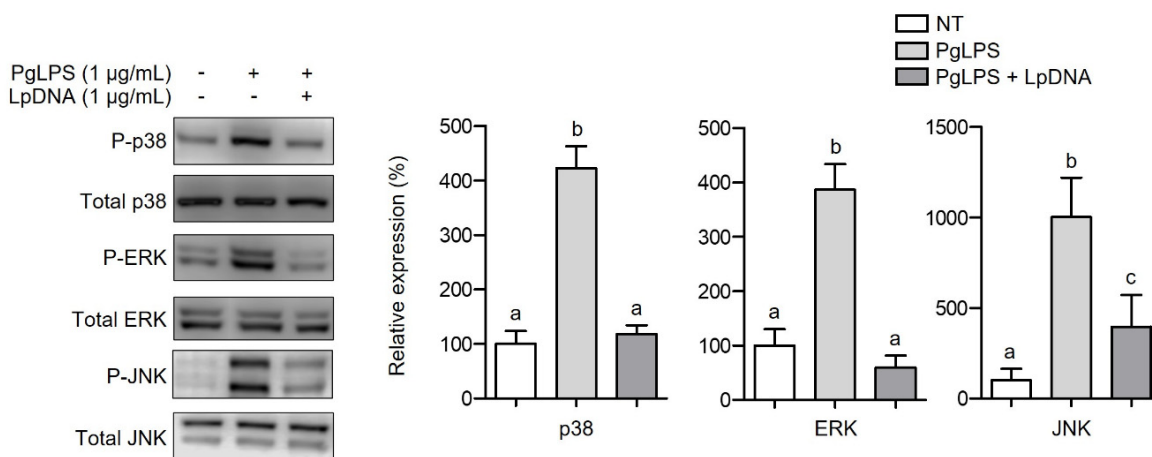 PgLPS (1 µg/mL) - + +
LpDNA (1 µg/mL) - - +
P-p38
Total p38
P-ERK
Total ERK
P-JNK
Total JNK
NT
PgLPS
PgLPS + LpDNA
Relative expression (%)
500
400
300
200
100
0
a
b
a
p38
500
400
300
200
100
0
a
b
a
ERK
1500
1000
500
0
a
b
c
JNK